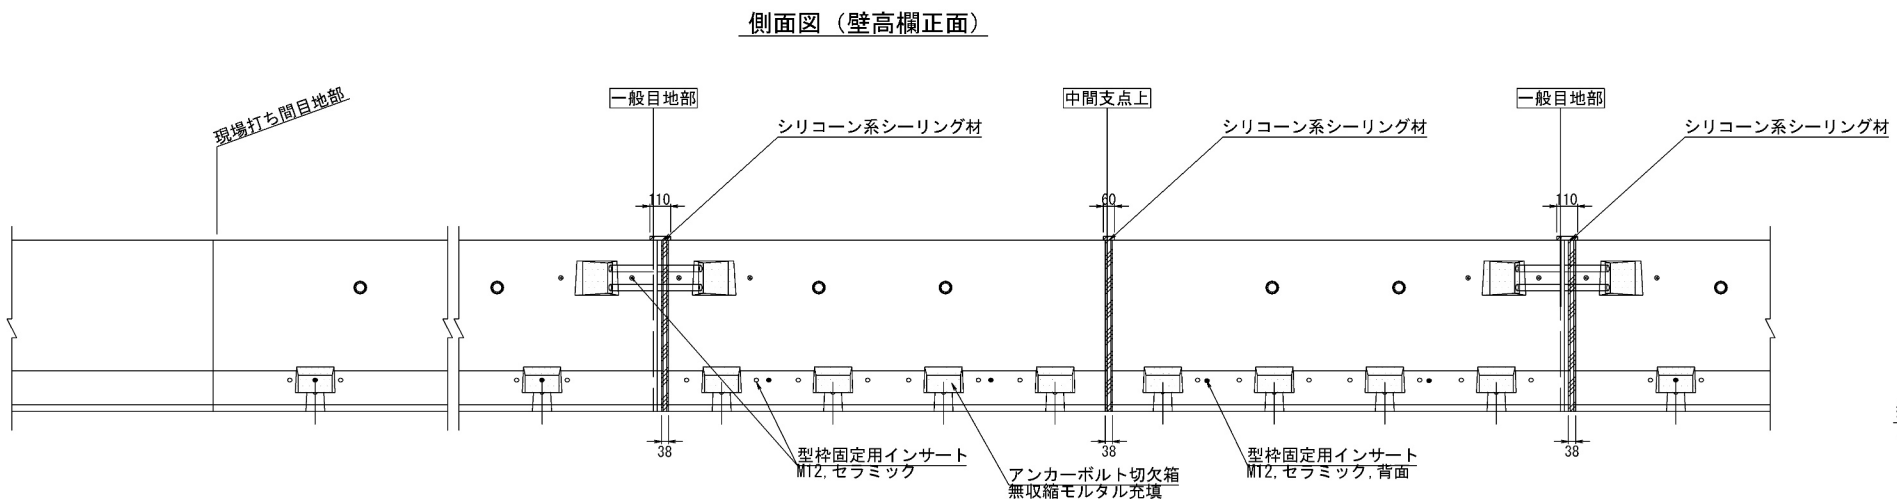 側面図（壁高欄正面）
現場打ち間目地部
一般目地部
中間支点上
一般目地部
シリコーン系シーリング材
シリコーン系シーリング材
シリコーン系シーリング材
110
60
110
38
38
38
型枠固定用インサート
M12,セラミック
アンカーボルト切欠箱
無収縮モルタル充填
型枠固定用インサート
M12,セラミック,背面